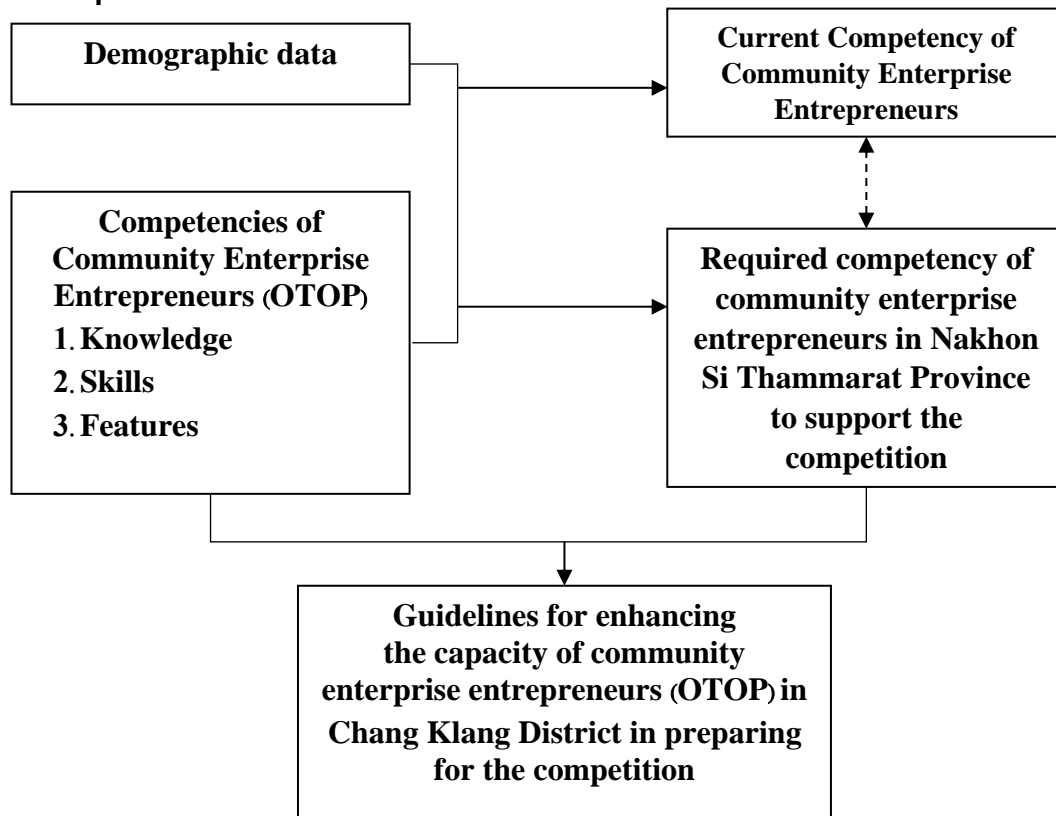 Demographic data
Current Competency of
Community Enterprise
Entrepreneurs
Competencies of
Community Enterprise
Entrepreneurs (OTOP)
1. Knowledge
2. Skills
3. Features
Required competency of
community enterprise
entrepreneurs in Nakhon
Si Thammarat Province
to support the
competition
Guidelines for enhancing
the capacity of community
enterprise entrepreneurs (OTOP) in
Chang Klang District in preparing
for the competition